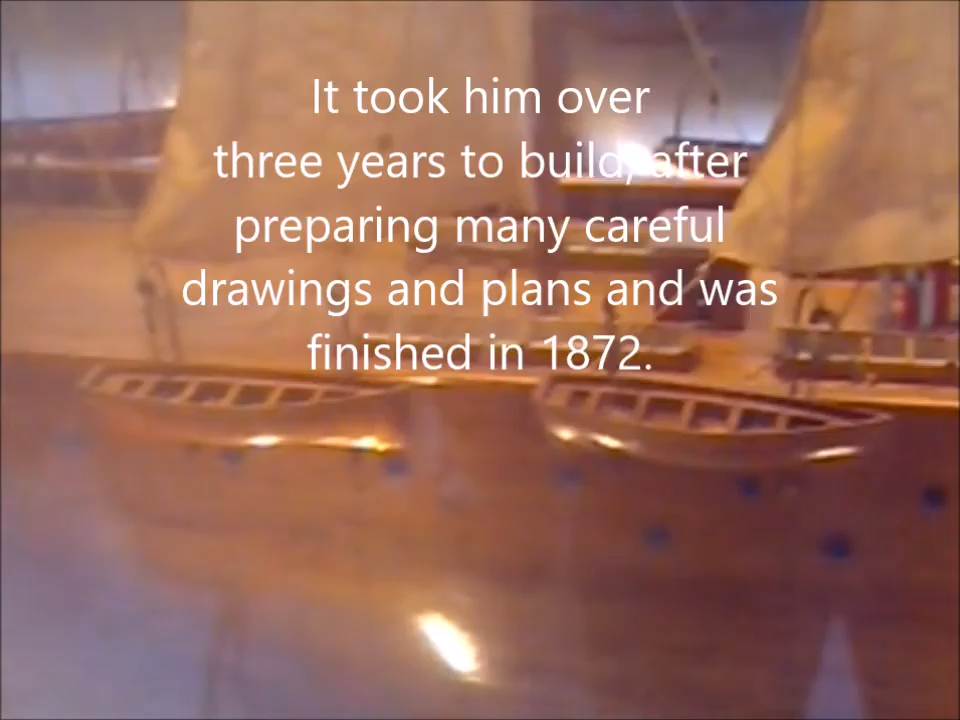 It took him over
three years to build, after
preparing many careful
drawings and plans and was
finished in 1872.